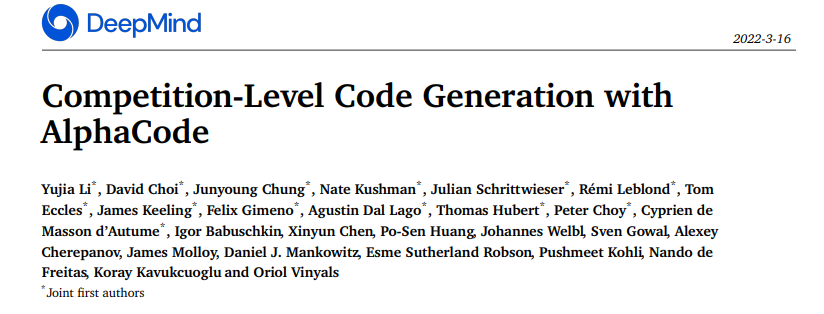 DeepMind
2022-3-16
Competition-Level Code Generation with
AlphaCode
Yujia Li*, David Choi*, Junyoung Chung*, Nate Kushman*, Julian Schrittwieser*, Rémi Leblond*, Tom
Eccles*, James Keeling*, Felix Gimeno*, Agustin Dal Lago*, Thomas Hubert*, Peter Choy*, Cyprien de
Masson d'Autume*, Igor Babuschkin, Xinyun Chen, Po-Sen Huang, Johannes Welbl, Sven Gowal, Alexey
Cherepanov, James Molloy, Daniel J. Mankowitz, Esme Sutherland Robson, Pushmeet Kohli, Nando de
Freitas, Koray Kavukcuoglu and Oriol Vinyals
*Joint first authors